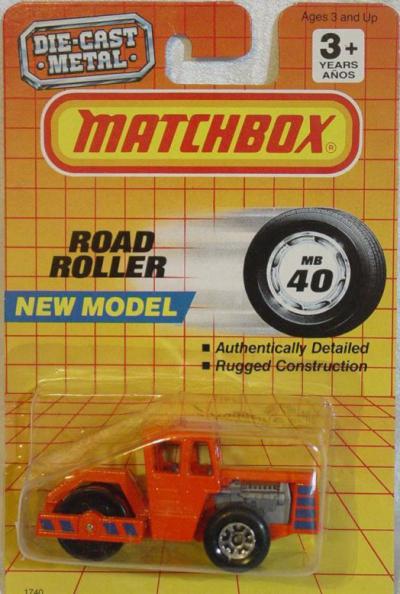 Ages 3 and Up
DIE-CAST
METAL
3+
YEARS
AÑOS
MATCHBOX®
ROAD
ROLLER
NEW MODEL
MB
40
▪ Authentically Detailed
▪ Rugged Construction
1740